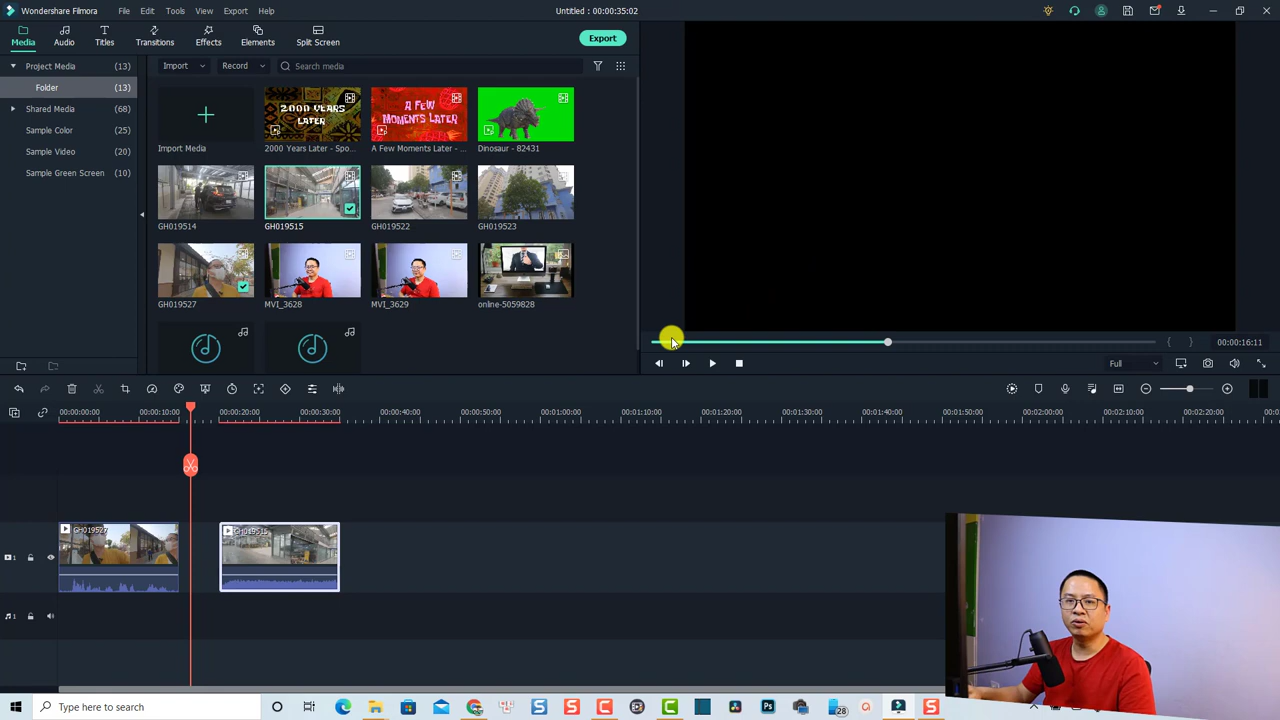 Wondershare Filmora File Edit Tools View Export Help Untitled : 00:00:35:02
Media Audio Titles Transitions Effects Elements Split Screen Export
Project Media (13) Import Record Search media
Folder (13)
Shared Media (68)
Sample Color (25)
Sample Video (20)
Sample Green Screen (10)
2000 YEARS
LATER
A FEW
MOMENTS LATER
Import Media 2000 Years Later - Spo... A Few Moments Later - ... Dinosaur - 82431
GH019514 GH019515 GH019522 GH019523
GH019527 MVI_3628 MVI_3629 online-5059828
00:00:16:11
Full
00:00:00:00 00:00:10:00 00:00:20:00 00:00:30:00 00:00:40:00 00:00:50:00 00:01:00:00 00:01:10:00 00:01:20:00 00:01:30:00 00:01:40:00 00:01:50:00 00:02:00:00 00:02:10:00 00:02:20:00
GH019527 GH019515
1
1
Type here to search 28